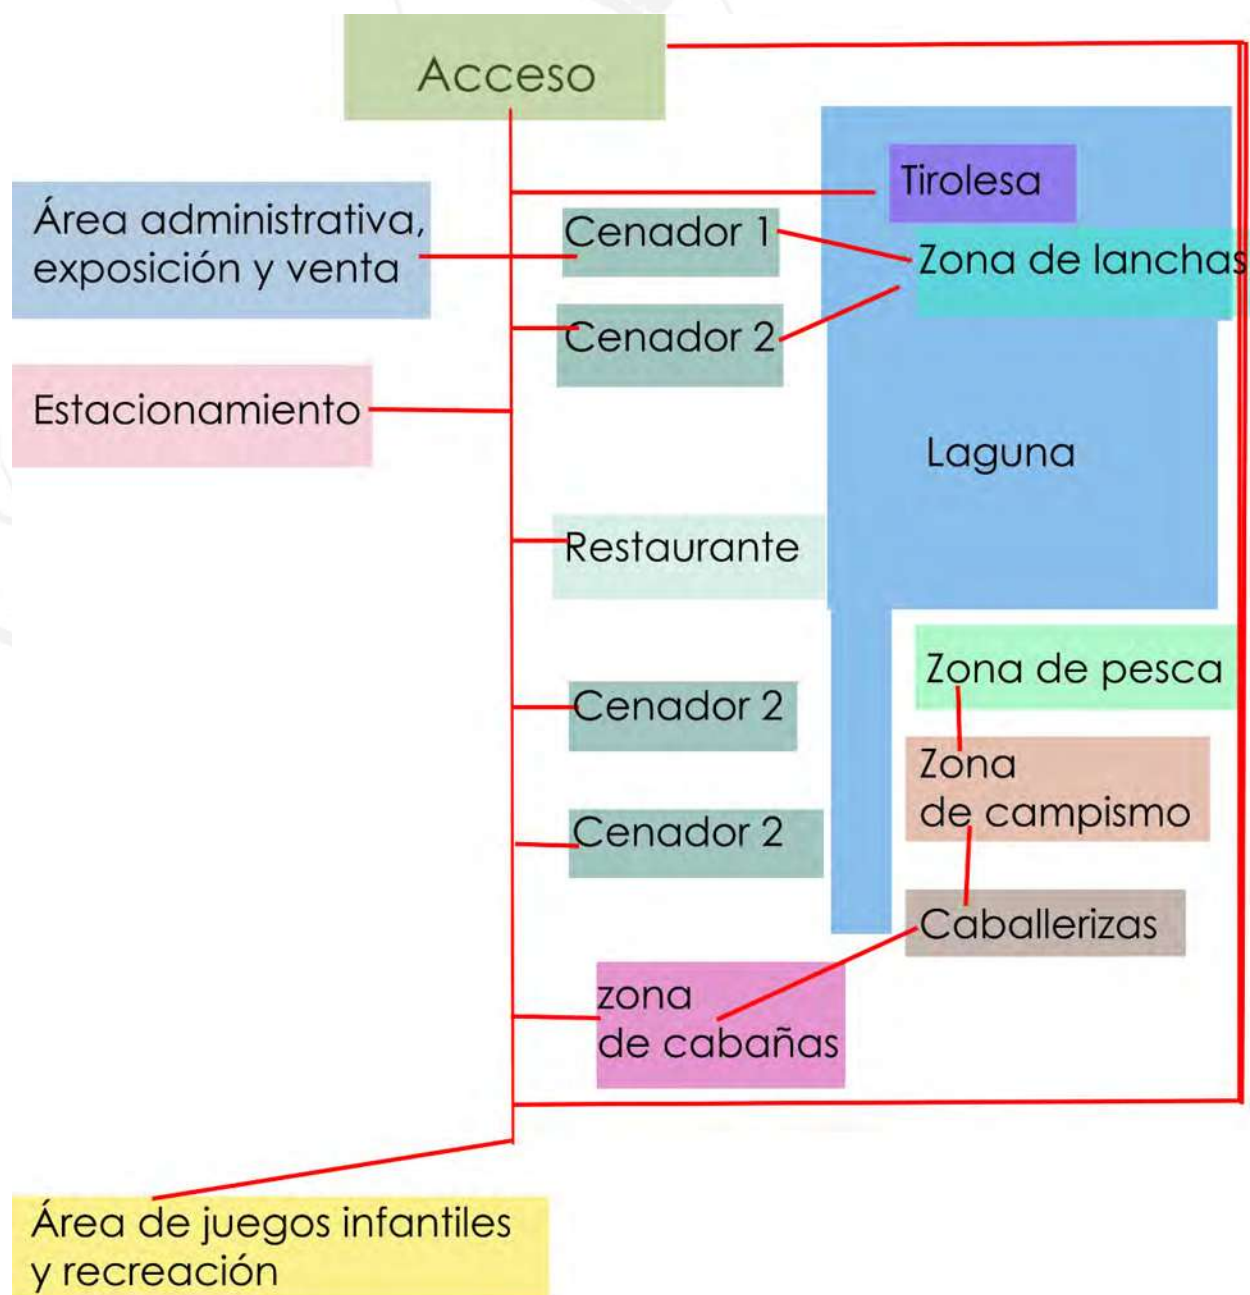 Acceso
Tirolesa
Área administrativa,
exposición y venta
Cenador 1
Zona de lanchas
Cenador 2
Estacionamiento
Laguna
Restaurante
Zona de pesca
Cenador 2
Zona
de campismo
Cenador 2
Caballerizas
zona
de cabañas
Área de juegos infantiles
y recreación